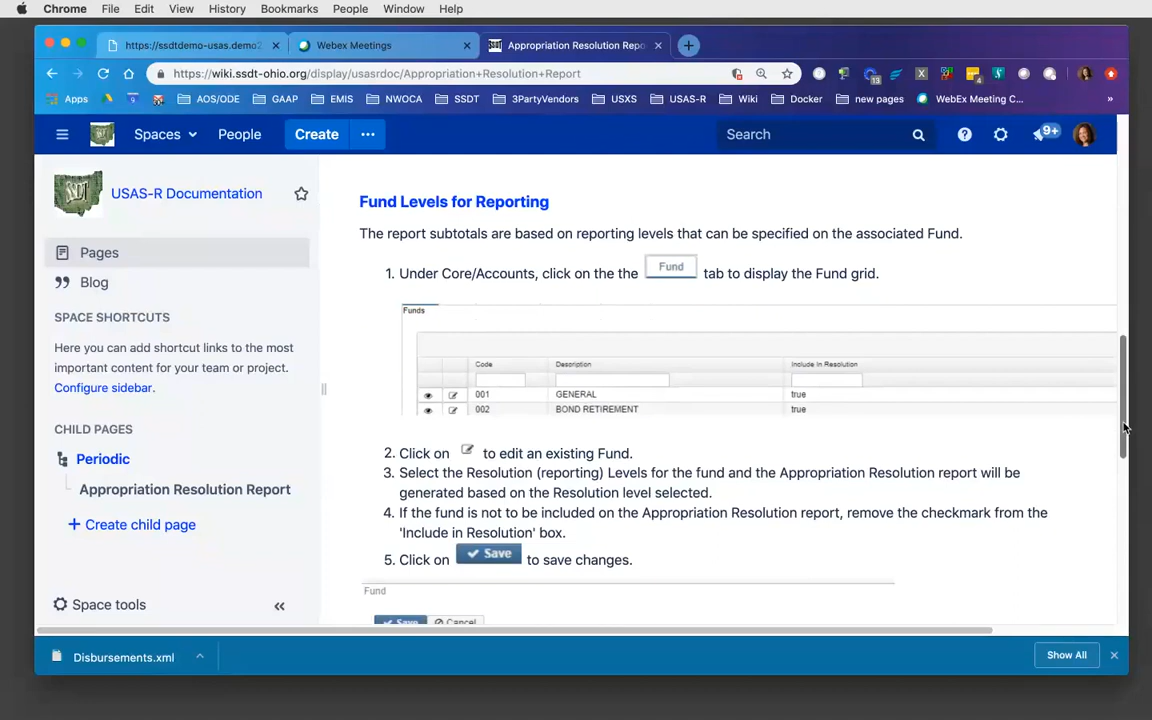 Chrome File Edit View History Bookmarks People Window Help
https://ssdtdemo-usas.demo2 Webex Meetings Appropriation Resolution Repo
https://wiki.ssdt-ohio.org/display/usasrdoc/Appropriation+Resolution+Report
Apps AOS/ODE GAAP EMIS NWOCA SSDT 3PartyVendors USXS USAS-R Wiki Docker new pages WebEx Meeting C... »
Spaces People Create ••• Search 9+
SSDT USAS-R Documentation
Pages
Blog
SPACE SHORTCUTS
Here you can add shortcut links to the most
important content for your team or project.
Configure sidebar.
CHILD PAGES
Periodic
Appropriation Resolution Report
+ Create child page
Space tools «
Fund Levels for Reporting
The report subtotals are based on reporting levels that can be specified on the associated Fund.
1. Under Core/Accounts, click on the the Fund tab to display the Fund grid.
Funds
Code Description Include In Resolution
001 GENERAL true
002 BOND RETIREMENT true
2. Click on to edit an existing Fund.
3. Select the Resolution (reporting) Levels for the fund and the Appropriation Resolution report will be
generated based on the Resolution level selected.
4. If the fund is not to be included on the Appropriation Resolution report, remove the checkmark from the
'Include in Resolution' box.
5. Click on Save to save changes.
Fund
Save Cancel
Disbursements.xml Show All